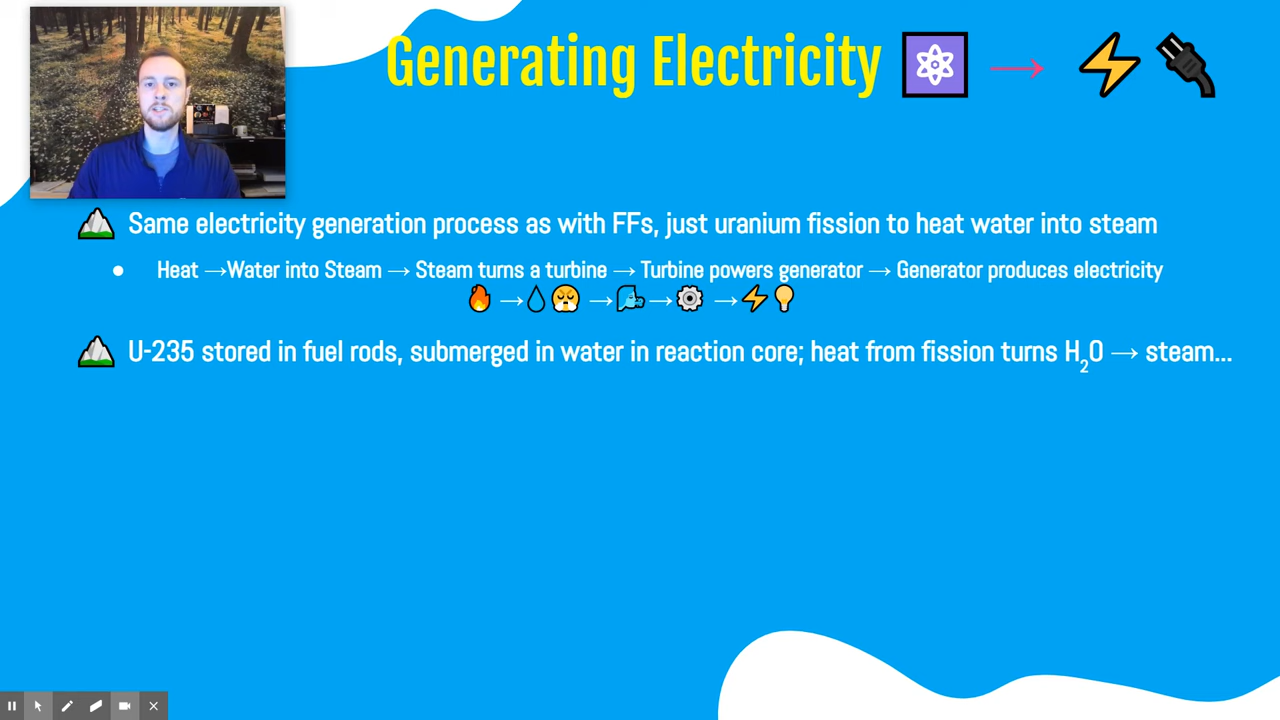 Generating Electricity ⚛️ → ⚡ 🔌
Same electricity generation process as with FFs, just uranium fission to heat water into steam
● Heat →Water into Steam → Steam turns a turbine → Turbine powers generator → Generator produces electricity
🔥 →💧😤 →🌬️→⚙️ →⚡💡
U-235 stored in fuel rods, submerged in water in reaction core; heat from fission turns H₂O → steam...